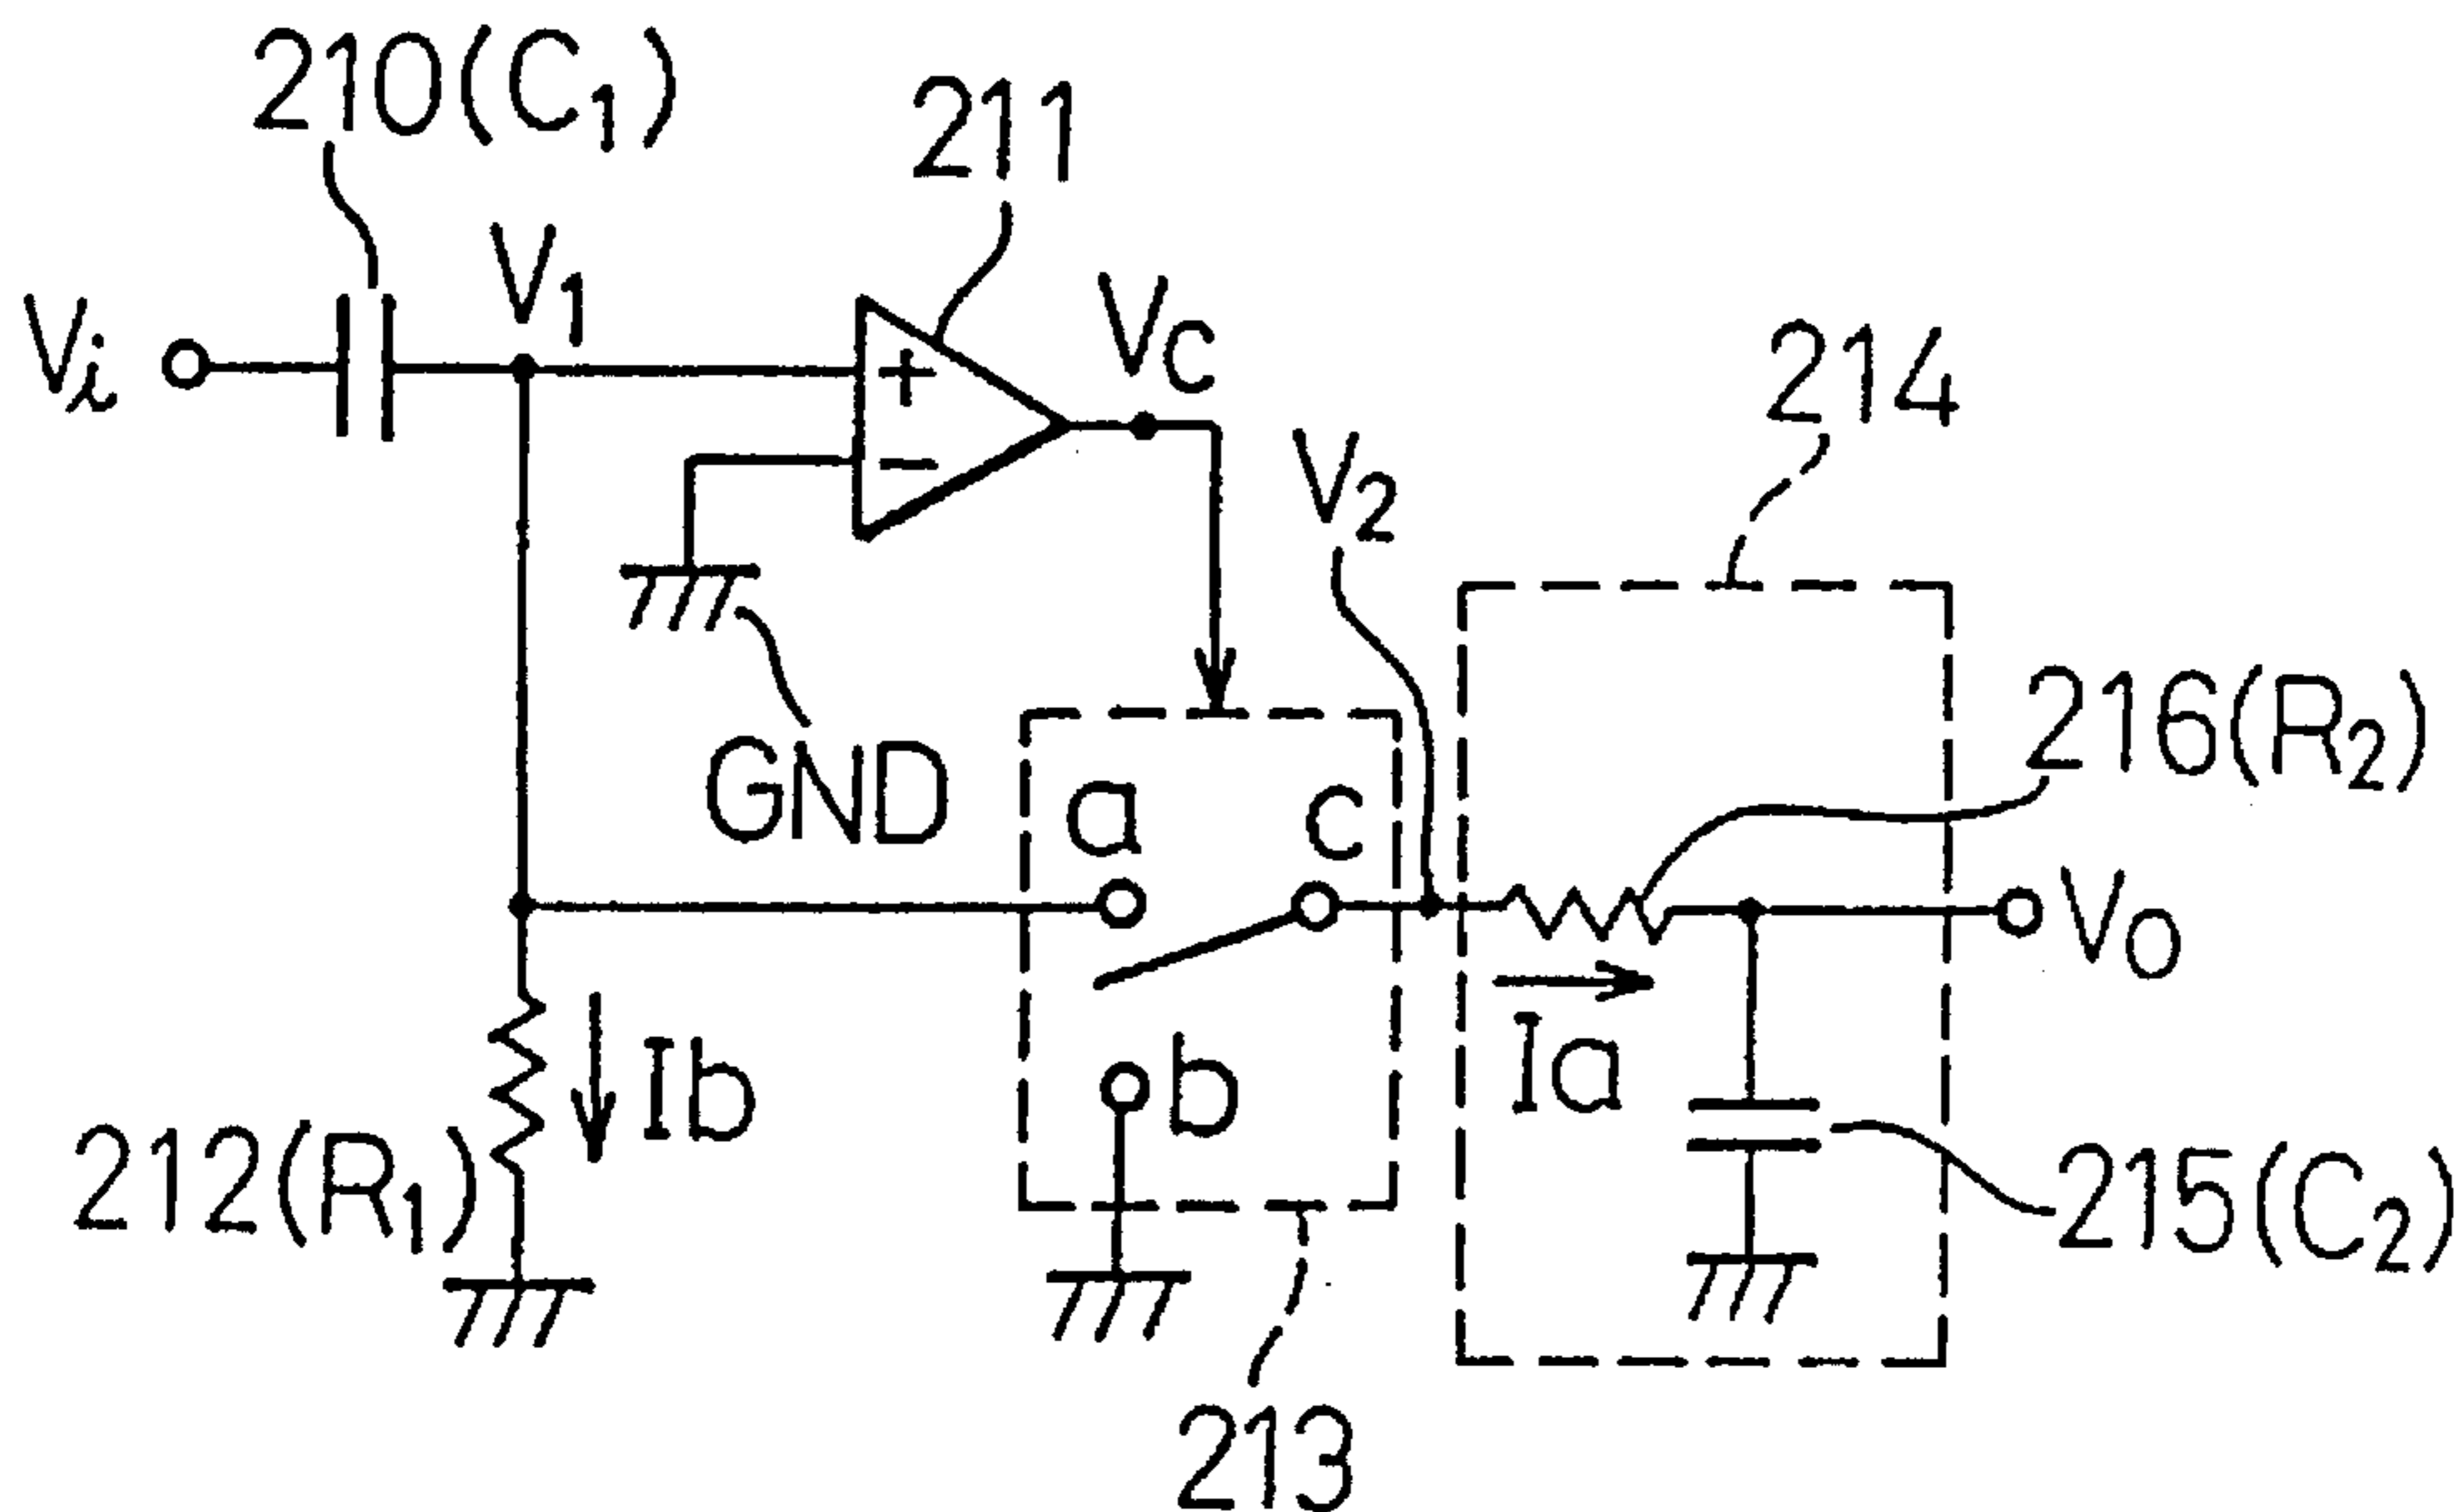 210(C1)
211
Vi
V1
VC
V2
214
+
−
GND
216(R2)
a
c
VO
Ib
b
Ia
212(R1)
215(C2)
213